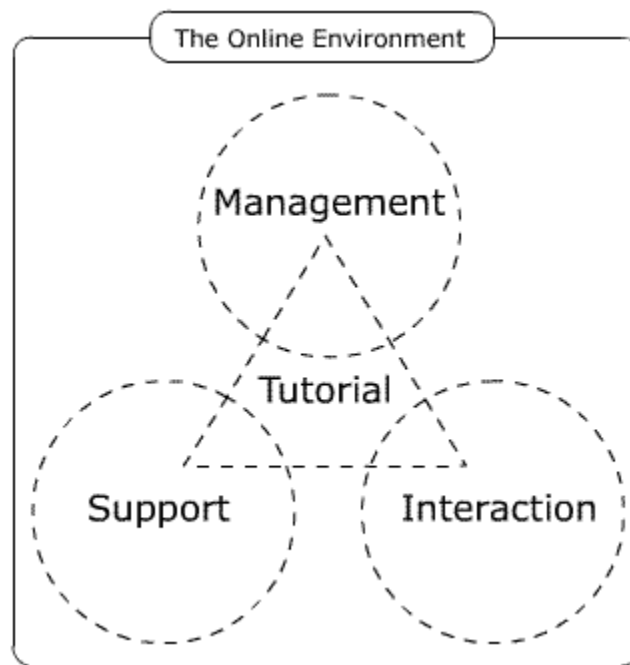 The Online Environment
Management
Tutorial
Support
Interaction